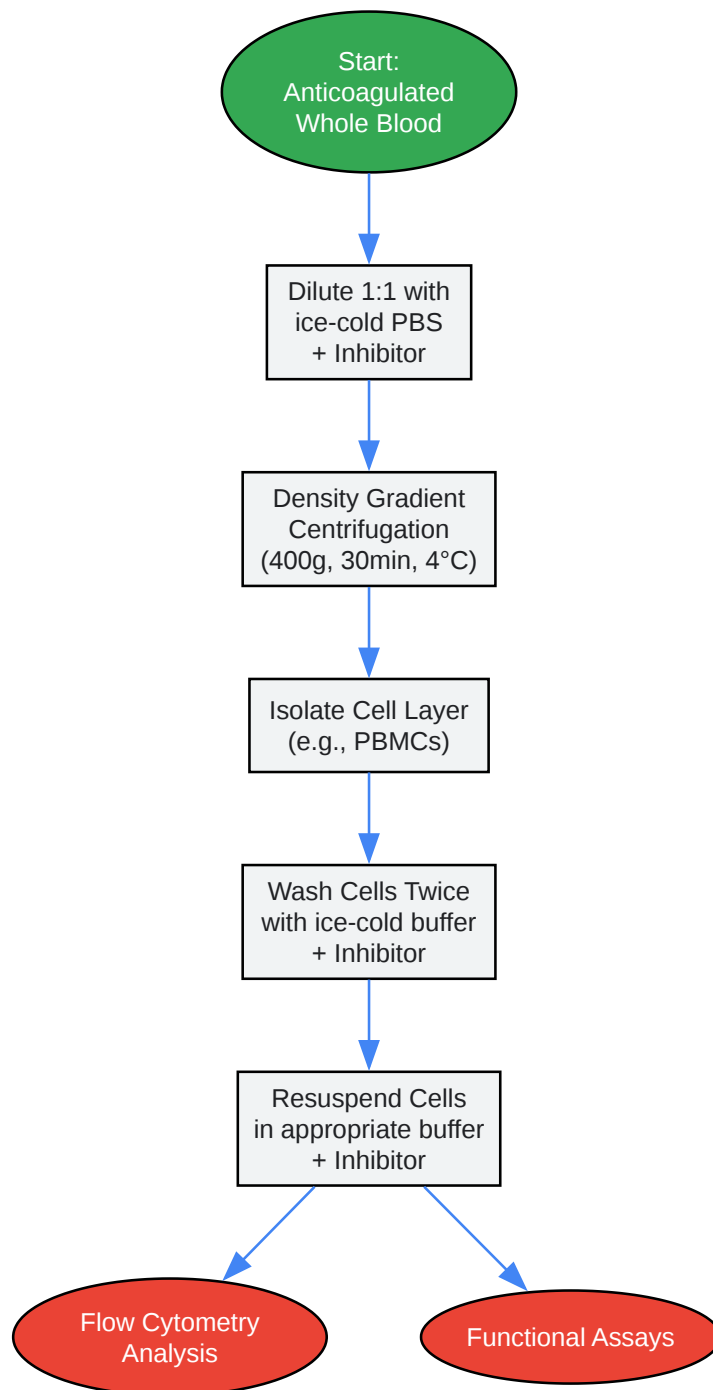 Start:
Anticoagulated
Whole Blood
Dilute 1:1 with
ice-cold PBS
+ Inhibitor
Density Gradient
Centrifugation
(400g, 30min, 4°C)
Isolate Cell Layer
(e.g., PBMCs)
Wash Cells Twice
with ice-cold buffer
+ Inhibitor
Resuspend Cells
in appropriate buffer
+ Inhibitor
Flow Cytometry
Analysis
Functional Assays